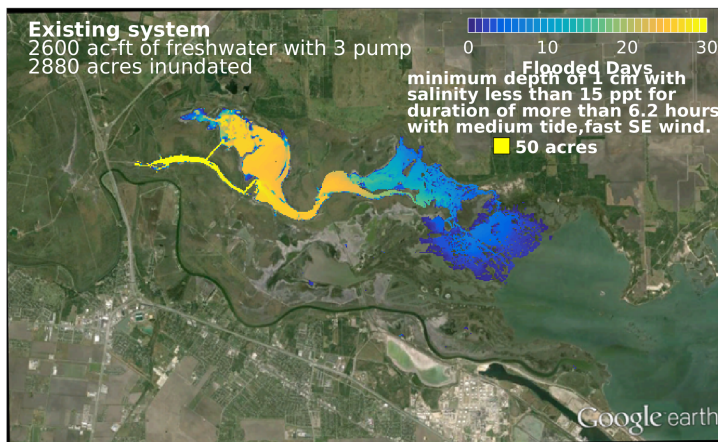 Existing system
2600 ac-ft of freshwater with 3 pump
2880 acres inundated
0 10 20 30
Flooded Days
minimum depth of 1 cm with
salinity less than 15 ppt for
duration of more than 6.2 hours
with medium tide,fast SE wind.
50 acres
Google earth